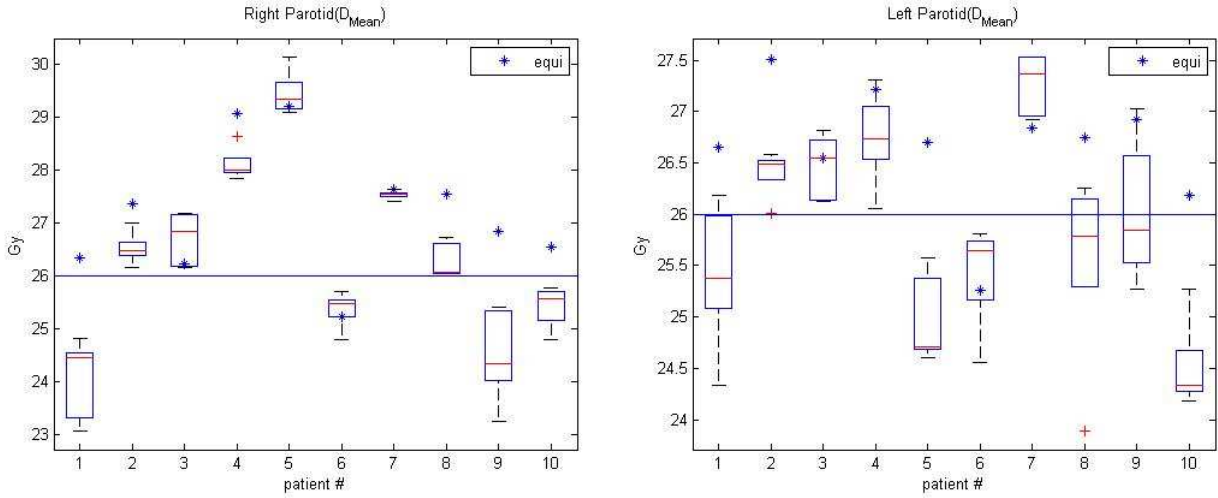 Right Parotid(D_Mean)
30
29
28
27
26
25
24
23
Gy
equi
1 2 3 4 5 6 7 8 9 10
patient #
Left Parotid(D_Mean)
27.5
27
26.5
26
25.5
25
24.5
24
Gy
equi
1 2 3 4 5 6 7 8 9 10
patient #